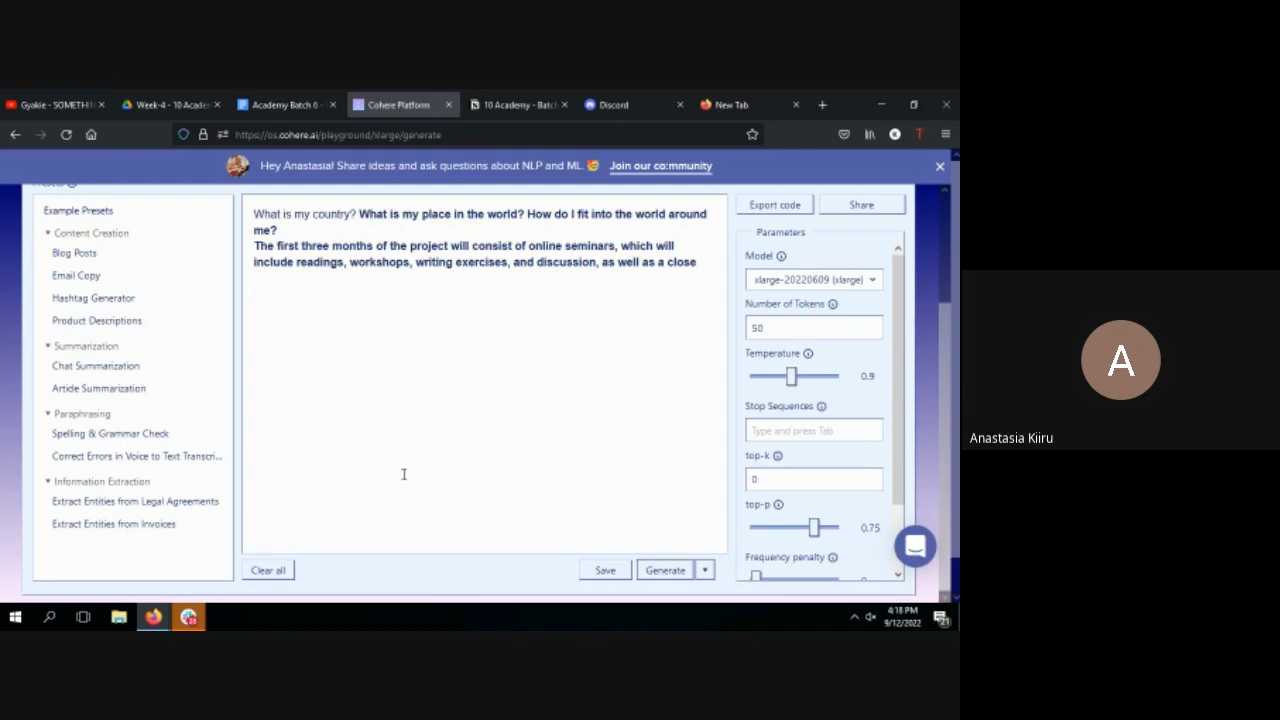 Gyakie - SOMETHI
Week-4 - 10 Acade
Academy Batch 6 -
Cohere Platform
10 Academy - Batc
Discord
New Tab
https://os.cohere.ai/playground/xlarge/generate
Hey Anastasia! Share ideas and ask questions about NLP and ML. Join our community
Example Presets
Content Creation
Blog Posts
Email Copy
Hashtag Generator
Product Descriptions
Summarization
Chat Summarization
Article Summarization
Paraphrasing
Spelling & Grammar Check
Correct Errors in Voice to Text Transcri...
Information Extraction
Extract Entities from Legal Agreements
Extract Entities from Invoices
What is my country? What is my place in the world? How do I fit into the world around
me?
The first three months of the project will consist of online seminars, which will
include readings, workshops, writing exercises, and discussion, as well as a close
Clear all
Save
Generate
Export code
Share
Parameters
Model
xlarge-20220609 (xlarge)
Number of Tokens
50
Temperature
0.9
Stop Sequences
Type and press Tab
top-k
0
top-p
0.75
Frequency penalty
4:18 PM
9/12/2022
21
A
Anastasia Kiiru